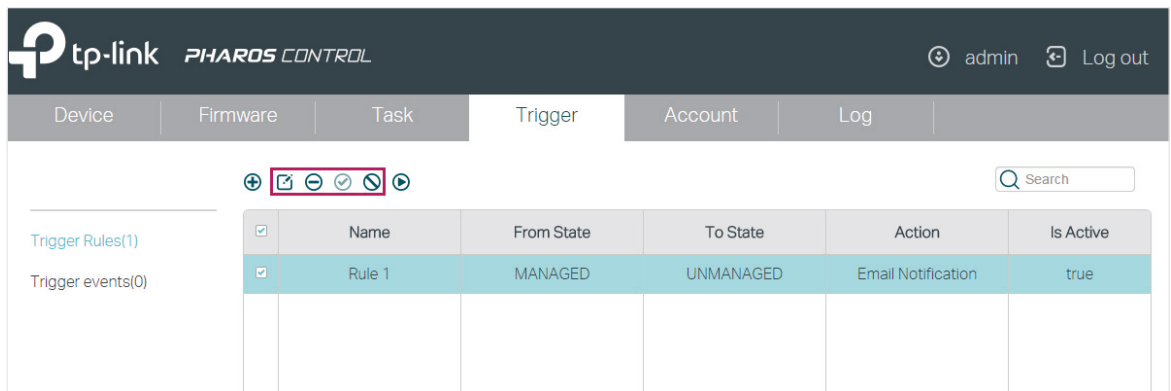 tp-link PHAROS CONTROL
admin Log out
Device Firmware Task Trigger Account Log
Search
Trigger Rules(1)
Trigger events(0)
Name From State To State Action Is Active
Rule 1 MANAGED UNMANAGED Email Notification true